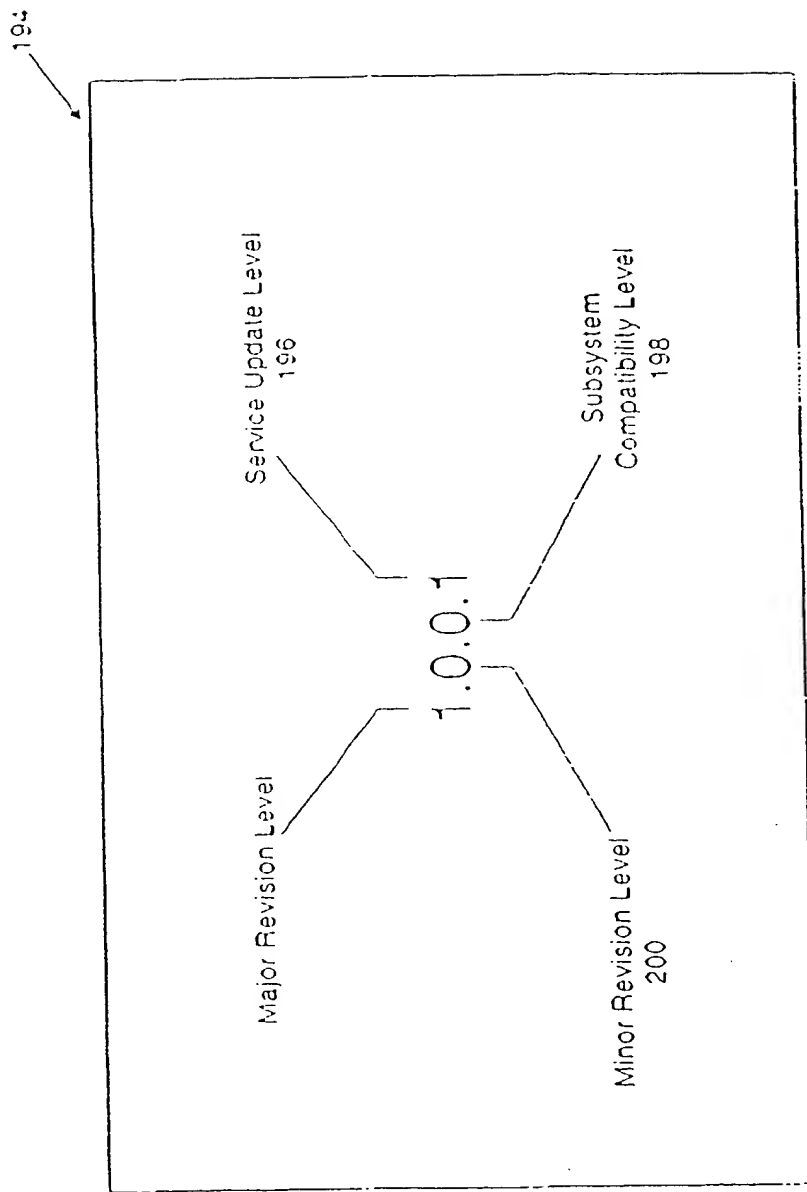 194
Major Revision Level
Service Update Level
196
1.0.0.1
Minor Revision Level
200
Subsystem
Compatibility Level
198